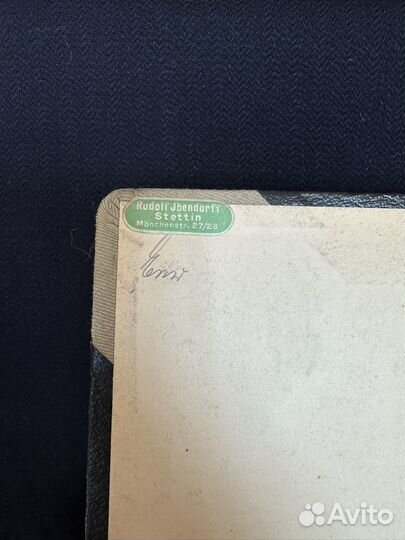 Rudolf Jbendorff
Stettin
Mönchenstr. 27/28
Avito